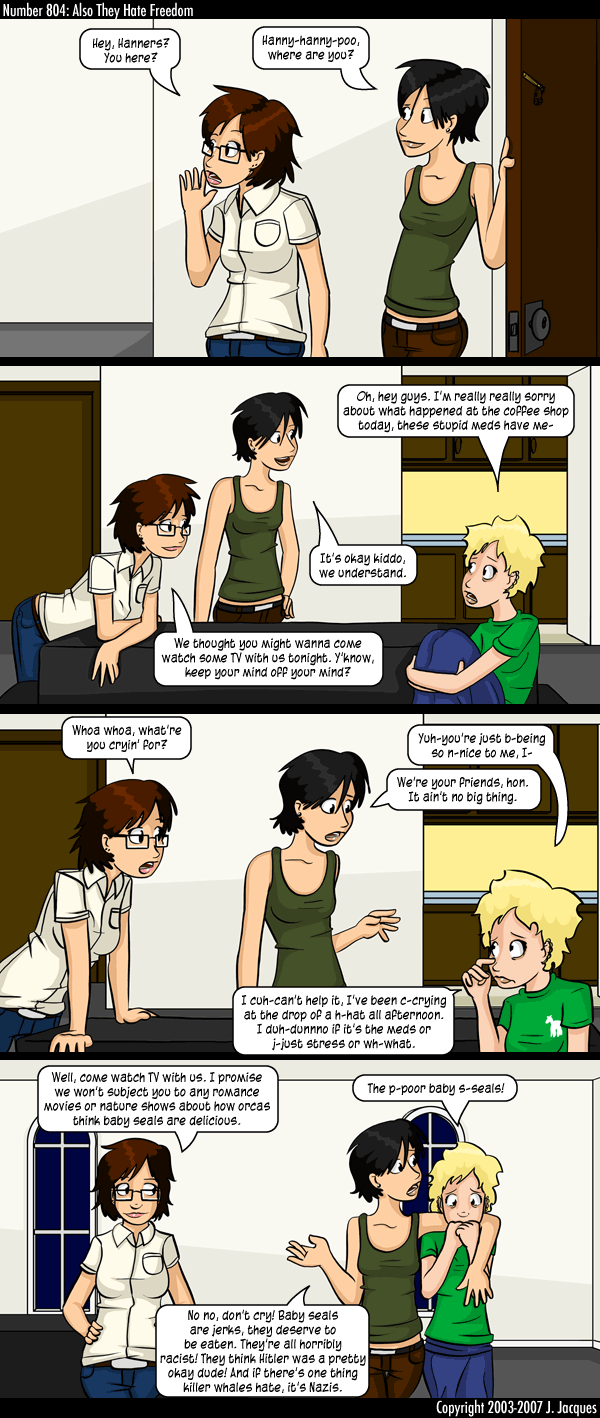 Number 804: Also They Hate Freedom
Hey, Hanners?
You here?
Hanny-hanny-poo,
where are you?
Oh, hey guys. I'm really really sorry
about what happened at the coffee shop
today, these stupid meds have me-
It's okay kiddo,
we understand.
We thought you might wanna come
watch some TV with us tonight. Y'know,
keep your mind off your mind?
Whoa whoa, what're
you cryin' for?
Yuh-you're just b-being
so n-nice to me, I-
We're your friends, hon.
It ain't no big thing.
I cuh-can't help it, I've been c-crying
at the drop of a h-hat all afternoon.
I duh-dunnno if it's the meds or
j-just stress or wh-what.
Well, come watch TV with us. I promise
we won't subject you to any romance
movies or nature shows about how orcas
think baby seals are delicious.
The p-poor baby s-seals!
No no, don't cry! Baby seals
are jerks, they deserve to
be eaten. They're all horribly
racist! They think Hitler was a pretty
okay dude! And if there's one thing
killer whales hate, it's Nazis.
Copyright 2003-2007 J. Jacques